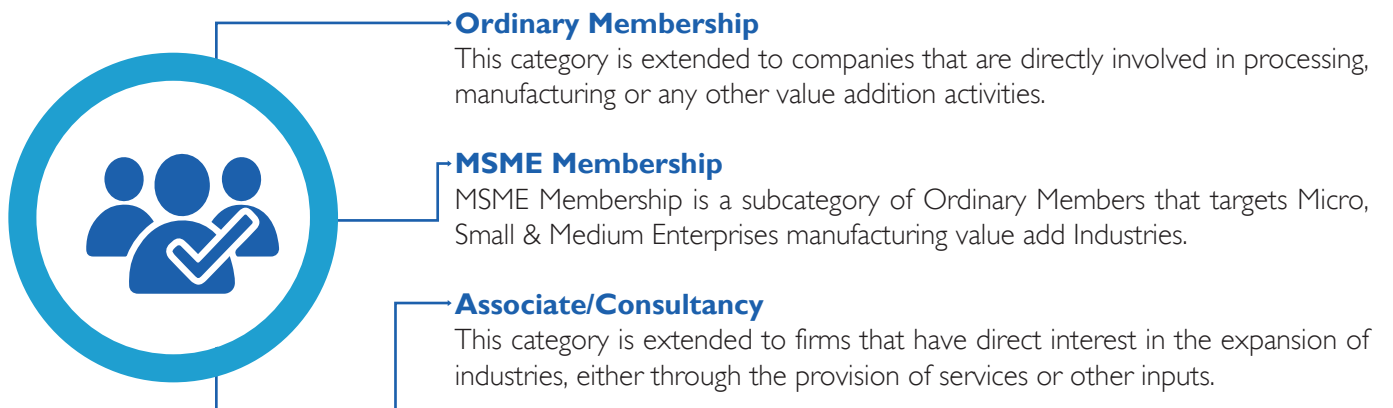 Ordinary Membership
This category is extended to companies that are directly involved in processing,
manufacturing or any other value addition activities.
MSME Membership
MSME Membership is a subcategory of Ordinary Members that targets Micro,
Small & Medium Enterprises manufacturing value add Industries.
Associate/Consultancy
This category is extended to firms that have direct interest in the expansion of
industries, either through the provision of services or other inputs.